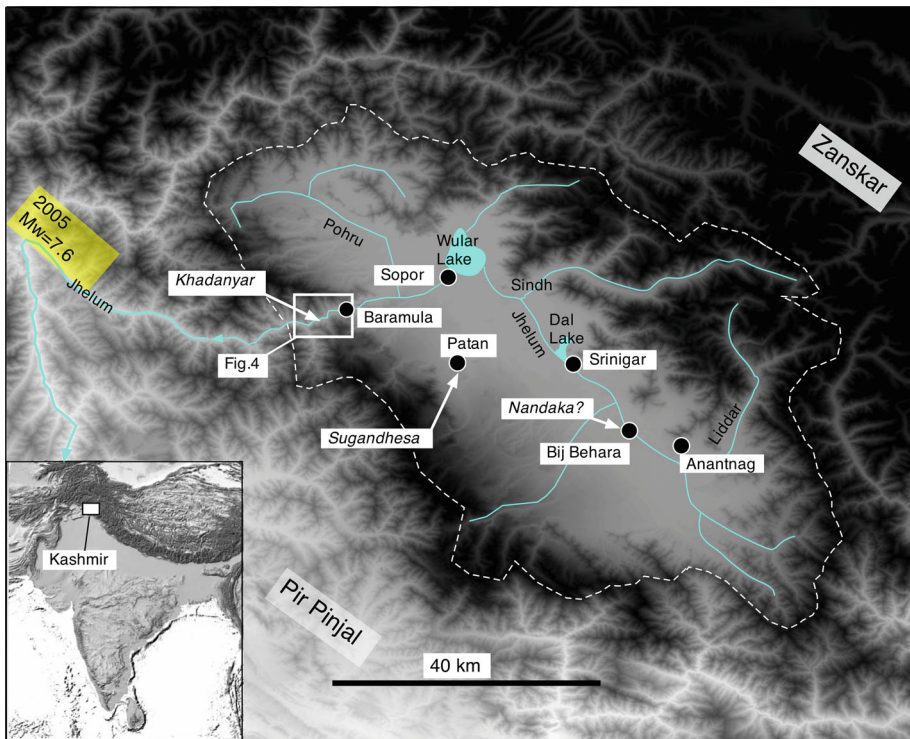 Zanskar
2005
Mw=7.6
Jhelum
Pohru
Wular
Lake
Sopor
Khadanyar
Sindh
Baramula
Jhelum
Dal
Lake
Fig.4
Patan
Srinigar
Liddar
Nandaka?
Sugandhesa
Bij Behara
Anantnag
Kashmir
Pir Pinjal
40 km